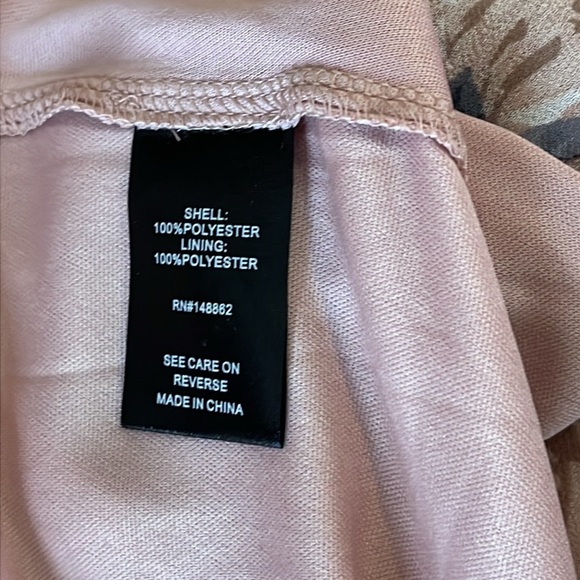 SHELL:
100%POLYESTER
LINING:
100%POLYESTER
RN#148862
SEE CARE ON
REVERSE
MADE IN CHINA